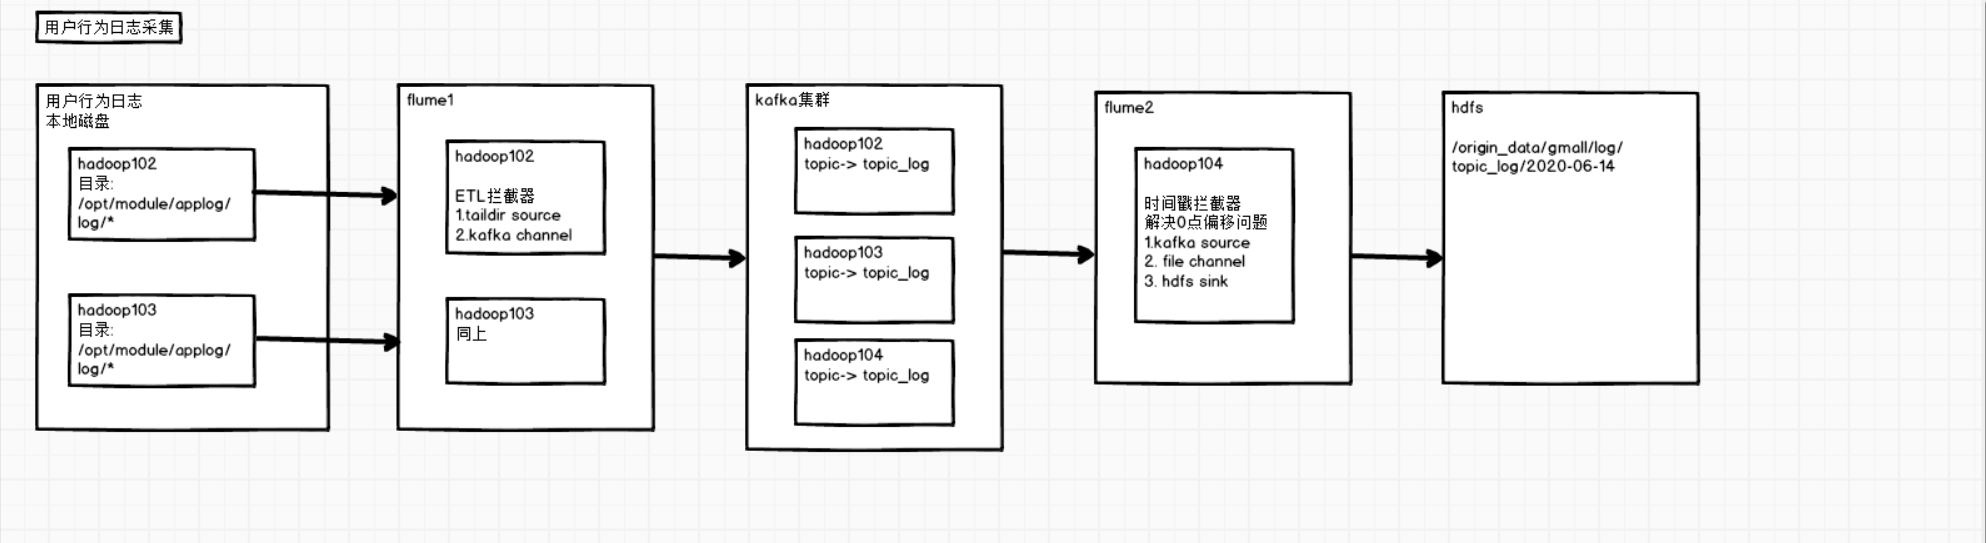 用户行为日志采集
用户行为日志
本地磁盘
hadoop102
目录:
/opt/module/applog/
log/*
hadoop103
目录:
/opt/module/applog/
log/*
flume1
hadoop102
ETL拦截器
1.taildir source
2.kafka channel
hadoop103
同上
kafka集群
hadoop102
topic-> topic_log
hadoop103
topic-> topic_log
hadoop104
topic-> topic_log
flume2
hadoop104
时间戳拦截器
解决0点偏移问题
1.kafka source
2. file channel
3. hdfs sink
hdfs
/origin_data/gmall/log/
topic_log/2020-06-14